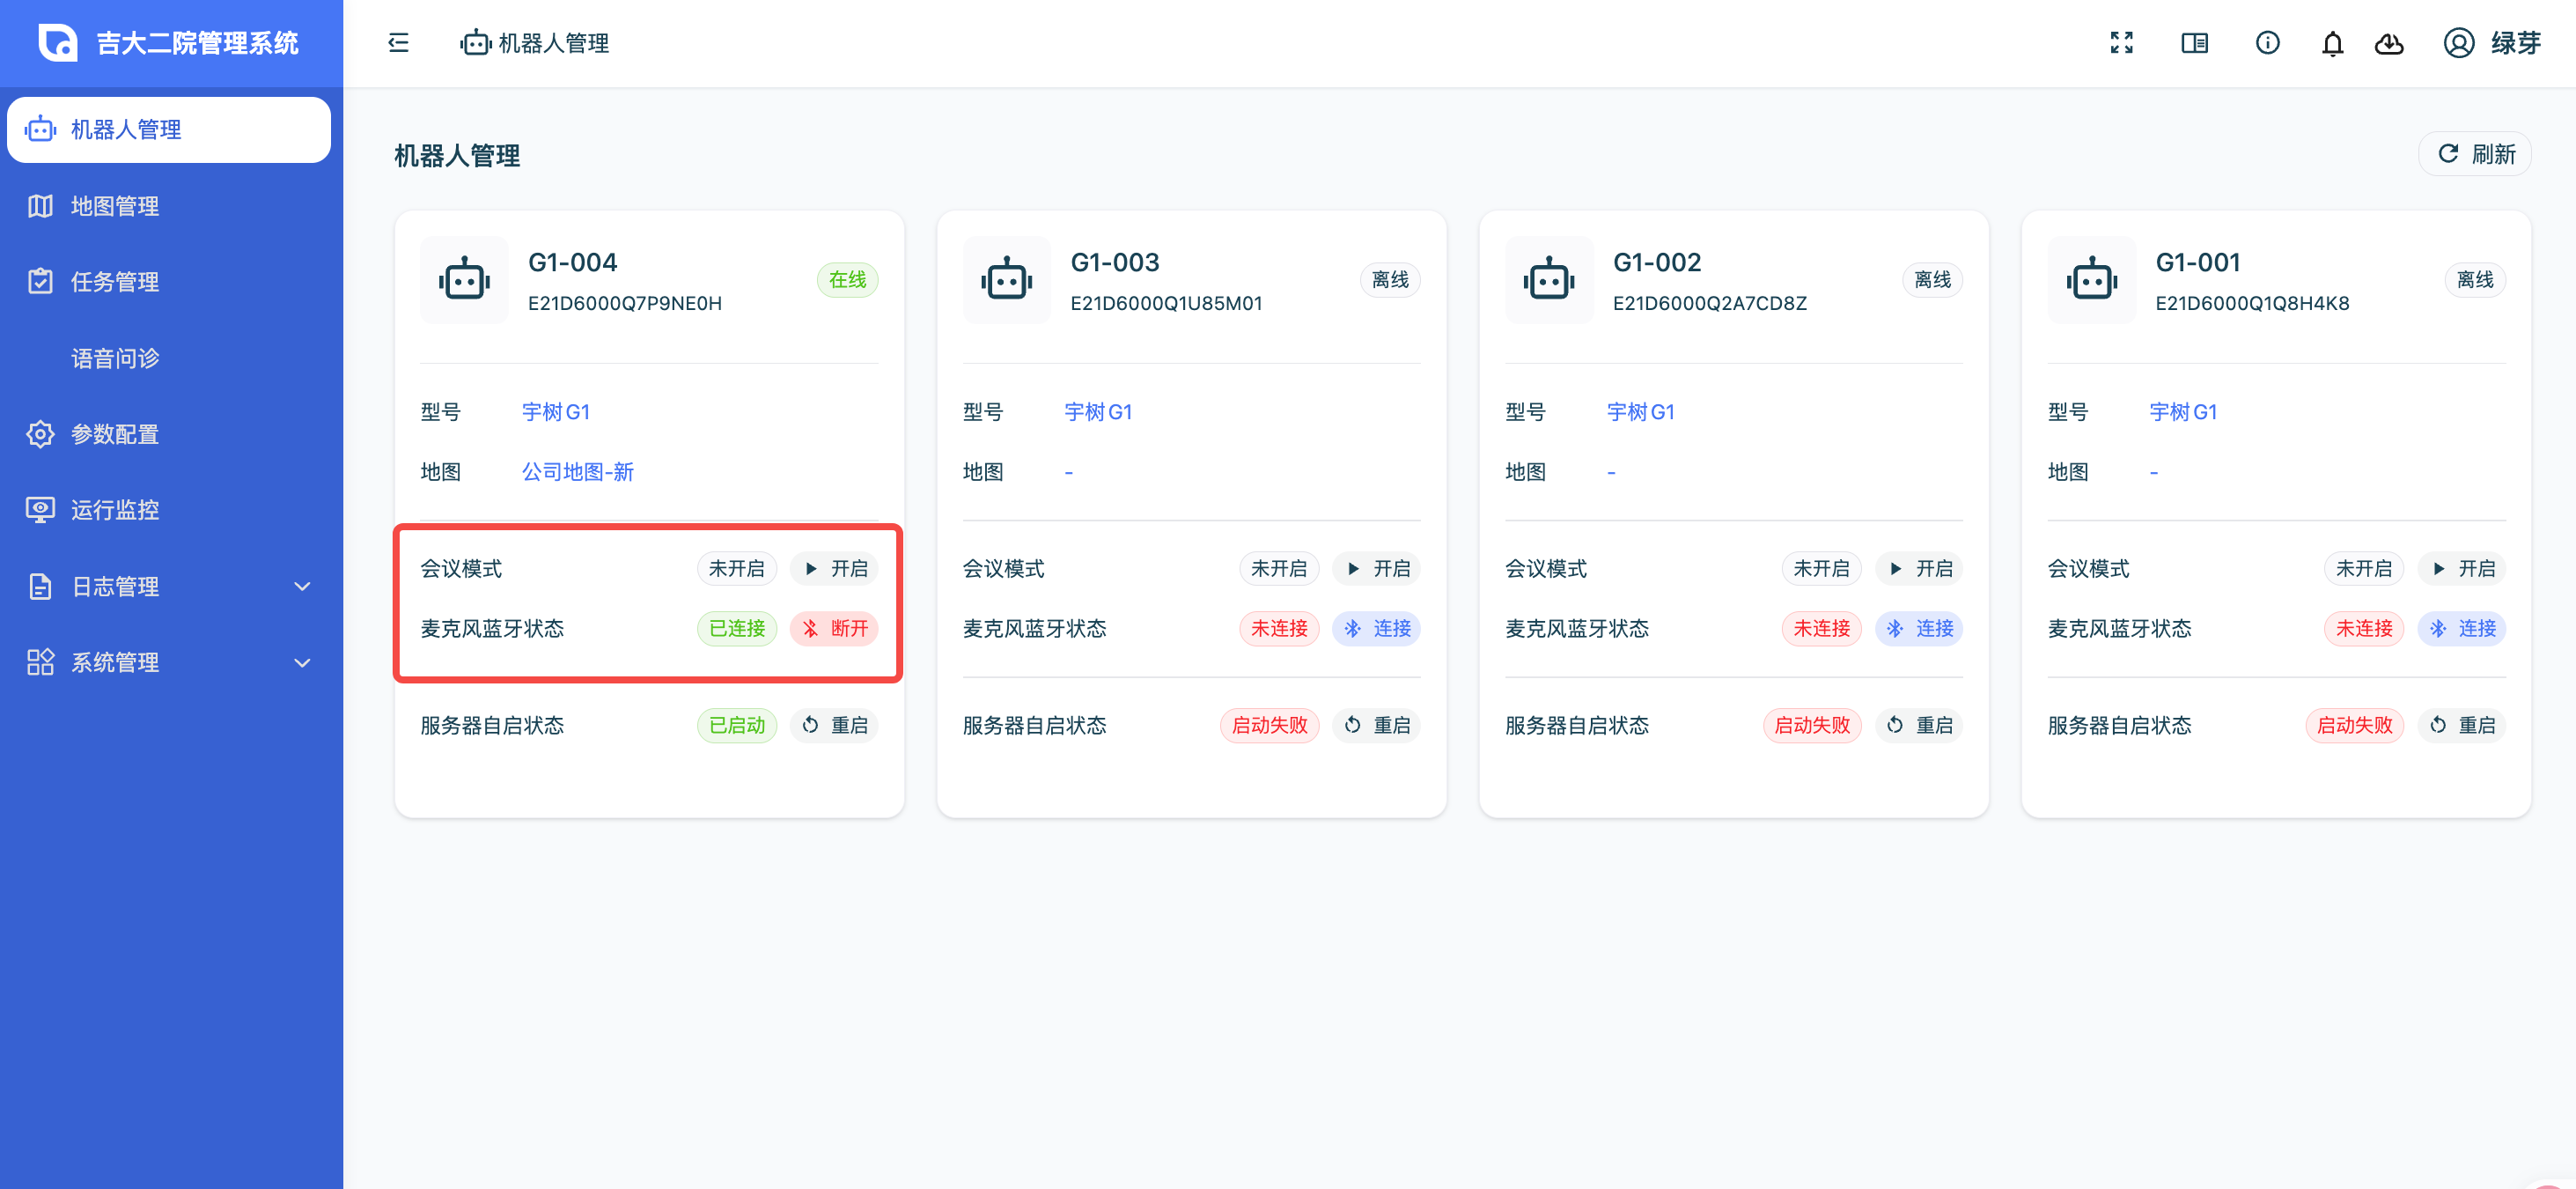 吉大二院管理系统
机器人管理
绿芽
机器人管理
地图管理
任务管理
语音问诊
参数配置
运行监控
日志管理
系统管理
机器人管理
刷新
G1-004
E21D6000Q7P9NE0H
在线
型号 宇树G1
地图 公司地图-新
会议模式 未开启 开启
麦克风蓝牙状态 已连接 断开
服务器自启状态 已启动 重启
G1-003
E21D6000Q1U85M01
离线
型号 宇树G1
地图 -
会议模式 未开启 开启
麦克风蓝牙状态 未连接 连接
服务器自启状态 启动失败 重启
G1-002
E21D6000Q2A7CD8Z
离线
型号 宇树G1
地图 -
会议模式 未开启 开启
麦克风蓝牙状态 未连接 连接
服务器自启状态 启动失败 重启
G1-001
E21D6000Q1Q8H4K8
离线
型号 宇树G1
地图 -
会议模式 未开启 开启
麦克风蓝牙状态 未连接 连接
服务器自启状态 启动失败 重启